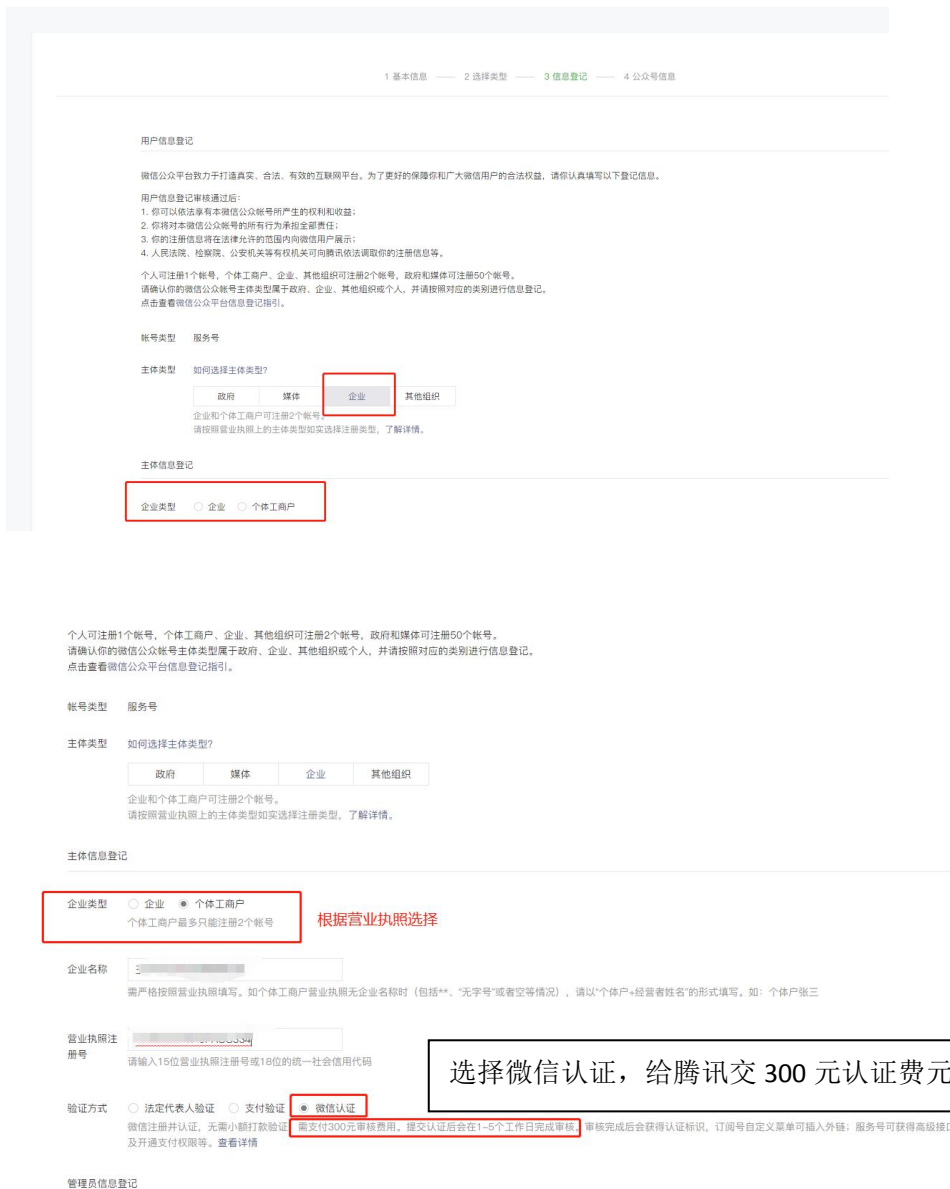 1 基本信息 —— 2 选择类型 —— 3 信息登记 —— 4 公众号信息
用户信息登记
微信公众平台致力于打造真实、合法、有效的互联网平台。为了更好的保障你和广大微信用户的合法权益，请你认真填写以下登记信息。
用户信息登记审核通过后：
1. 你可以依法享有本微信公众帐号所产生的权利和收益；
2. 你将对本微信公众帐号的所有行为承担全部责任；
3. 你的注册信息将在法律允许的范围内向微信用户展示；
4. 人民法院、检察院、公安机关等有权机关可向腾讯依法调取你的注册信息等。
个人可注册1个帐号，个体工商户、企业、其他组织可注册2个帐号，政府和媒体可注册50个帐号。
请确认你的微信公众帐号主体类型属于政府、企业、其他组织或个人，并请按照对应的类别进行信息登记。
点击查看微信公众平台信息登记指引。
帐号类型 服务号
主体类型 如何选择主体类型?
政府 媒体 企业 其他组织
企业和个体工商户可注册2个帐号。
请按照营业执照上的主体类型如实选择注册类型，了解详情。
主体信息登记
企业类型 企业 个体工商户
个人可注册1个帐号，个体工商户、企业、其他组织可注册2个帐号，政府和媒体可注册50个帐号。
请确认你的微信公众帐号主体类型属于政府、企业、其他组织或个人，并请按照对应的类别进行信息登记。
点击查看微信公众平台信息登记指引。
帐号类型 服务号
主体类型 如何选择主体类型?
政府 媒体 企业 其他组织
企业和个体工商户可注册2个帐号。
请按照营业执照上的主体类型如实选择注册类型，了解详情。
主体信息登记
企业类型 企业 个体工商户
个体工商户最多只能注册2个帐号
根据营业执照选择
企业名称
需严格按照营业执照填写。如个体工商户营业执照无企业名称时（包括**、"无字号"或者空等情况），请以"个体户+经营者姓名"的形式填写。如：个体户张三
营业执照注
册号
请输入15位营业执照注册号或18位的统一社会信用代码
选择微信认证，给腾讯交 300 元认证费元
验证方式 法定代表人验证 支付验证 微信认证
微信注册并认证，无需小额打款验证，需支付300元审核费用。提交认证后会在1~5个工作日完成审核。审核完成后会获得认证标识，订阅号自定义菜单可插入外链；服务号可获得高级接口
及开通支付权限等。查看详情
管理员信息登记